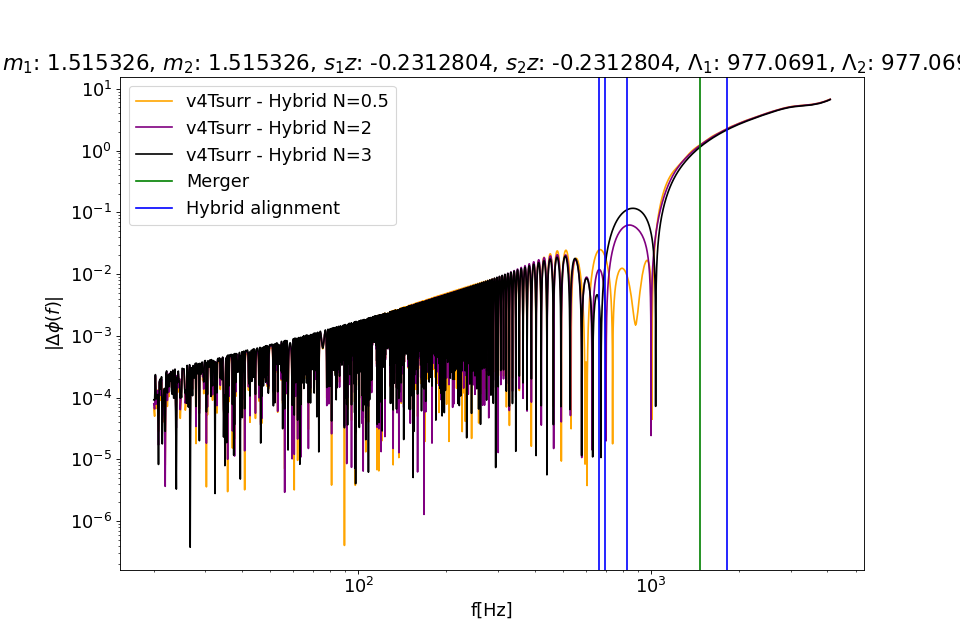 m₁: 1.515326, m₂: 1.515326, s₁z: -0.2312804, s₂z: -0.2312804, Λ₁: 977.0691, Λ₂: 977.069
10¹
10⁰
10⁻¹
10⁻²
10⁻³
10⁻⁴
10⁻⁵
10⁻⁶
|Δϕ(f)|
v4Tsurr - Hybrid N=0.5
v4Tsurr - Hybrid N=2
v4Tsurr - Hybrid N=3
Merger
Hybrid alignment
10²
10³
f[Hz]